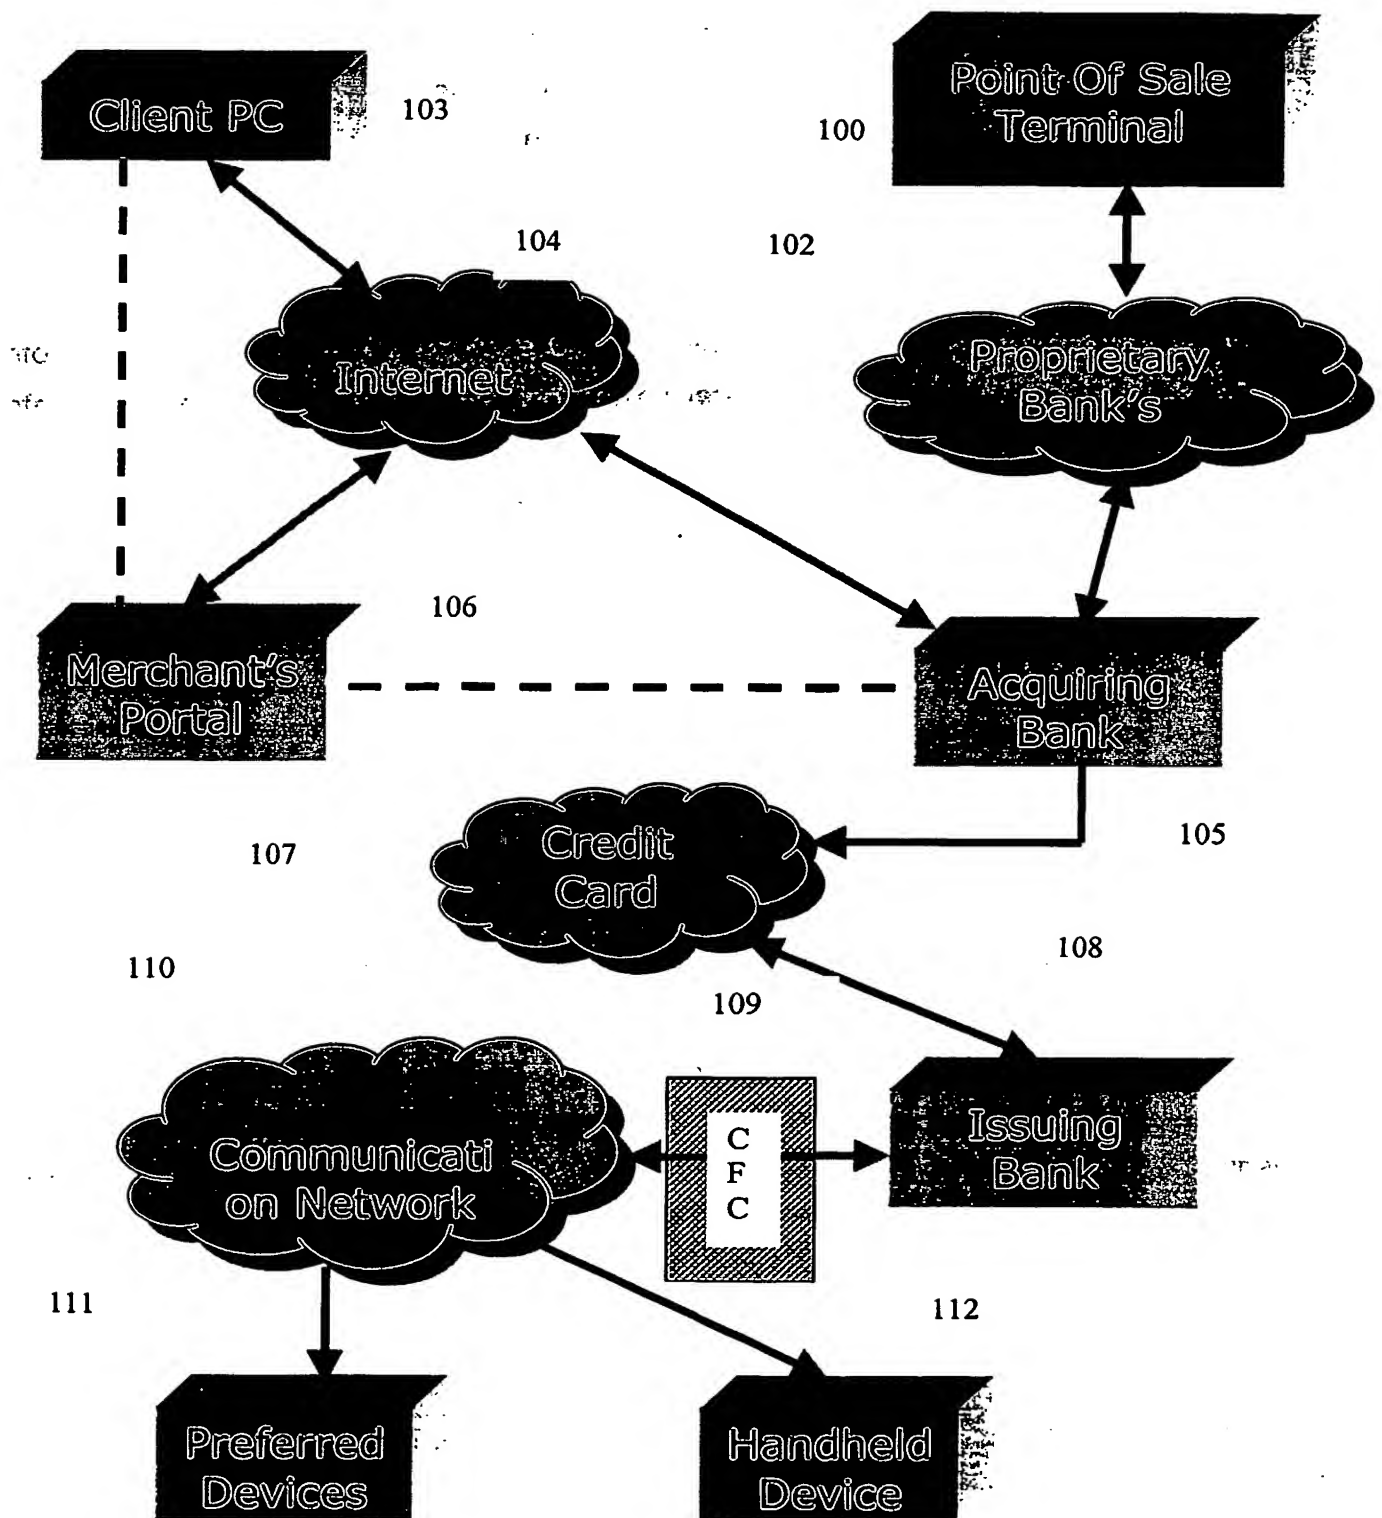 Client PC
103
Point Of Sale
Terminal
100
104
102
Internet
Proprietary
Bank's
106
Merchant's
Portal
Acquiring
Bank
105
107
Credit
Card
108
110
109
Communicati
on Network
C
F
C
Issuing
Bank
111
112
Preferred
Devices
Handheld
Device